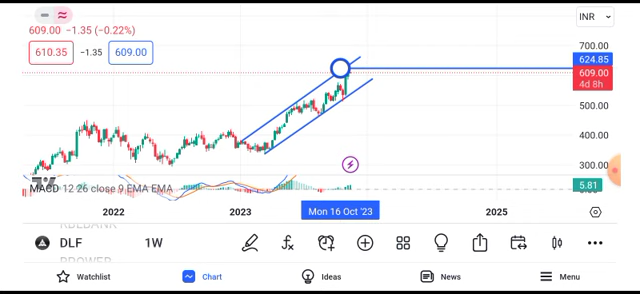 INR
609.00 −1.35 (−0.22%)
610.35 −1.35 609.00
700.00
624.85
609.00
4d 8h
500.00
400.00
300.00
MACD 12 26 close 9 EMA EMA
5.81
2022 2023 Mon 16 Oct '23 2025
DLF 1W
Watchlist Chart Ideas News Menu